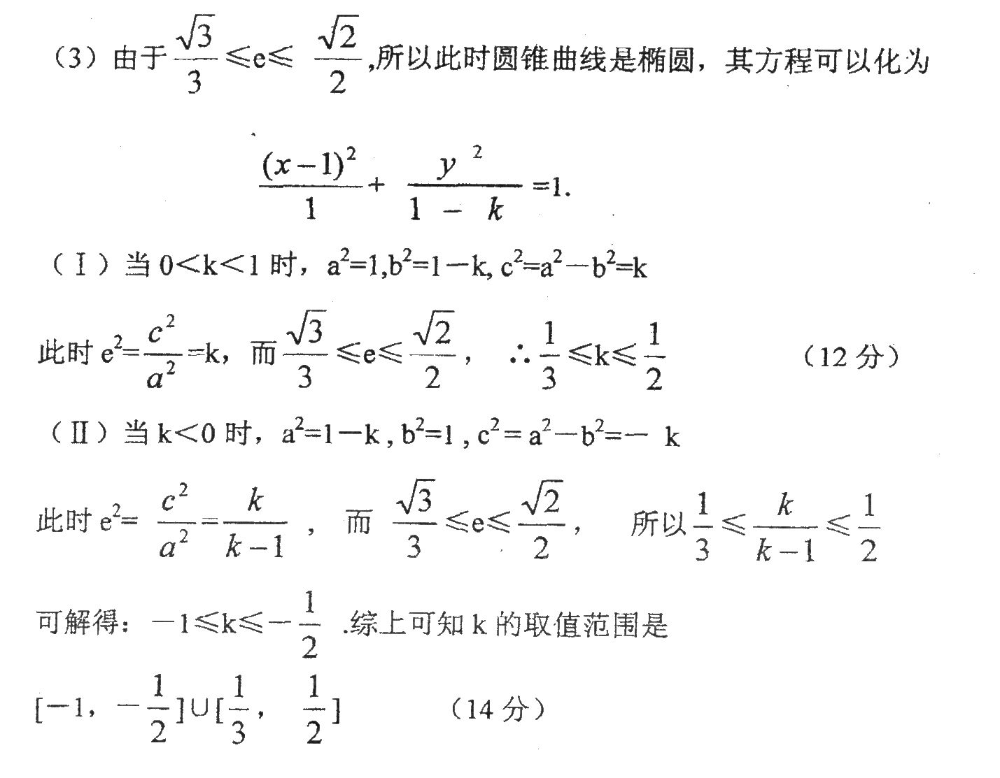 （3）由于√3/3≤e≤ √2/2,所以此时圆锥曲线是椭圆，其方程可以化为
(x－1)²/1+ y²/(1－k)=1.
（Ⅰ）当 0＜k＜1 时，a²=1,b²=1－k, c²=a²－b²=k
此时 e²=c²/a²=k，而√3/3≤e≤√2/2， ∴1/3≤k≤1/2 （12 分）
（Ⅱ）当 k＜0 时，a²=1－k , b²=1 , c²= a²－b²=－ k
此时 e²= c²/a²=k/(k－1) ， 而 √3/3≤e≤√2/2， 所以1/3≤k/(k－1)≤1/2
可解得：－1≤k≤－1/2 .综上可知 k 的取值范围是
[－1，－1/2]∪[1/3， 1/2] （14 分）